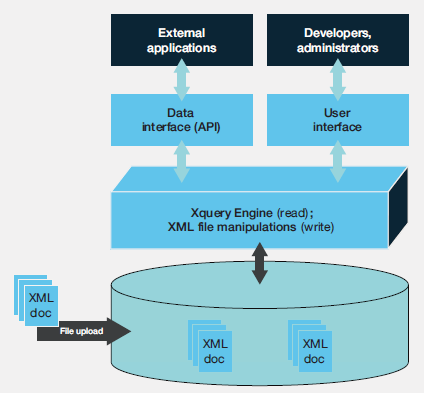 External
applications
Developers,
administrators
Data
interface (API)
User
interface
Xquery Engine (read);
XML file manipulations (write)
XML
doc
File upload
XML
doc
XML
doc